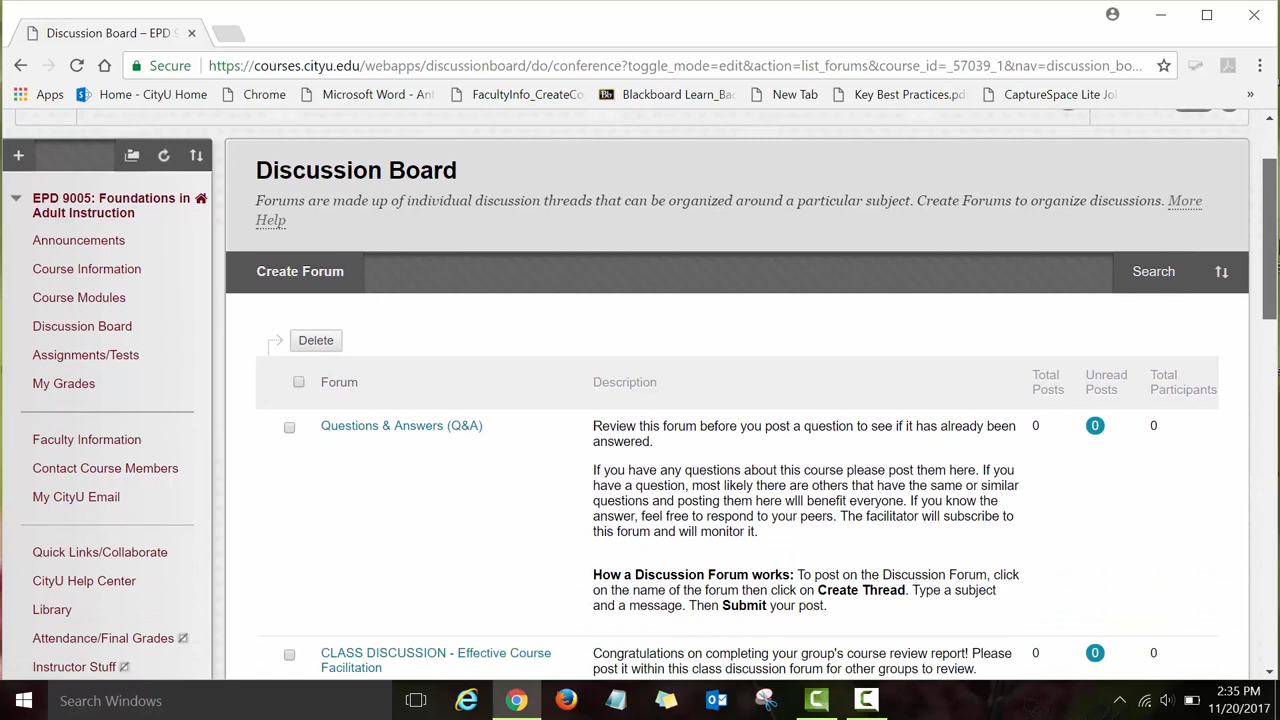 Discussion Board – EPD 9
Secure
https://courses.cityu.edu/webapps/discussionboard/do/conference?toggle_mode=edit&action=list_forums&course_id=_57039_1&nav=discussion_bo...
Apps
Home - CityU Home
Chrome
Microsoft Word - Ant
FacultyInfo_CreateCo
Bb
Blackboard Learn_Ba
New Tab
Key Best Practices.pd
CaptureSpace Lite Jo
»
EPD 9005: Foundations in
Adult Instruction
Announcements
Course Information
Course Modules
Discussion Board
Assignments/Tests
My Grades
Faculty Information
Contact Course Members
My CityU Email
Quick Links/Collaborate
CityU Help Center
Library
Attendance/Final Grades
Instructor Stuff
Discussion Board
Forums are made up of individual discussion threads that can be organized around a particular subject. Create Forums to organize discussions. More
Help
Create Forum
Search
Delete
Forum
Description
Total
Posts
Unread
Posts
Total
Participants
Questions & Answers (Q&A)
Review this forum before you post a question to see if it has already been
answered.
If you have any questions about this course please post them here. If you
have a question, most likely there are others that have the same or similar
questions and posting them here will benefit everyone. If you know the
answer, feel free to respond to your peers. The facilitator will subscribe to
this forum and will monitor it.
How a Discussion Forum works: To post on the Discussion Forum, click
on the name of the forum then click on Create Thread. Type a subject
and a message. Then Submit your post.
0
0
0
CLASS DISCUSSION - Effective Course
Facilitation
Congratulations on completing your group's course review report! Please
post it within this class discussion forum for other groups to review.
0
0
0
Search Windows
2:35 PM
11/20/2017